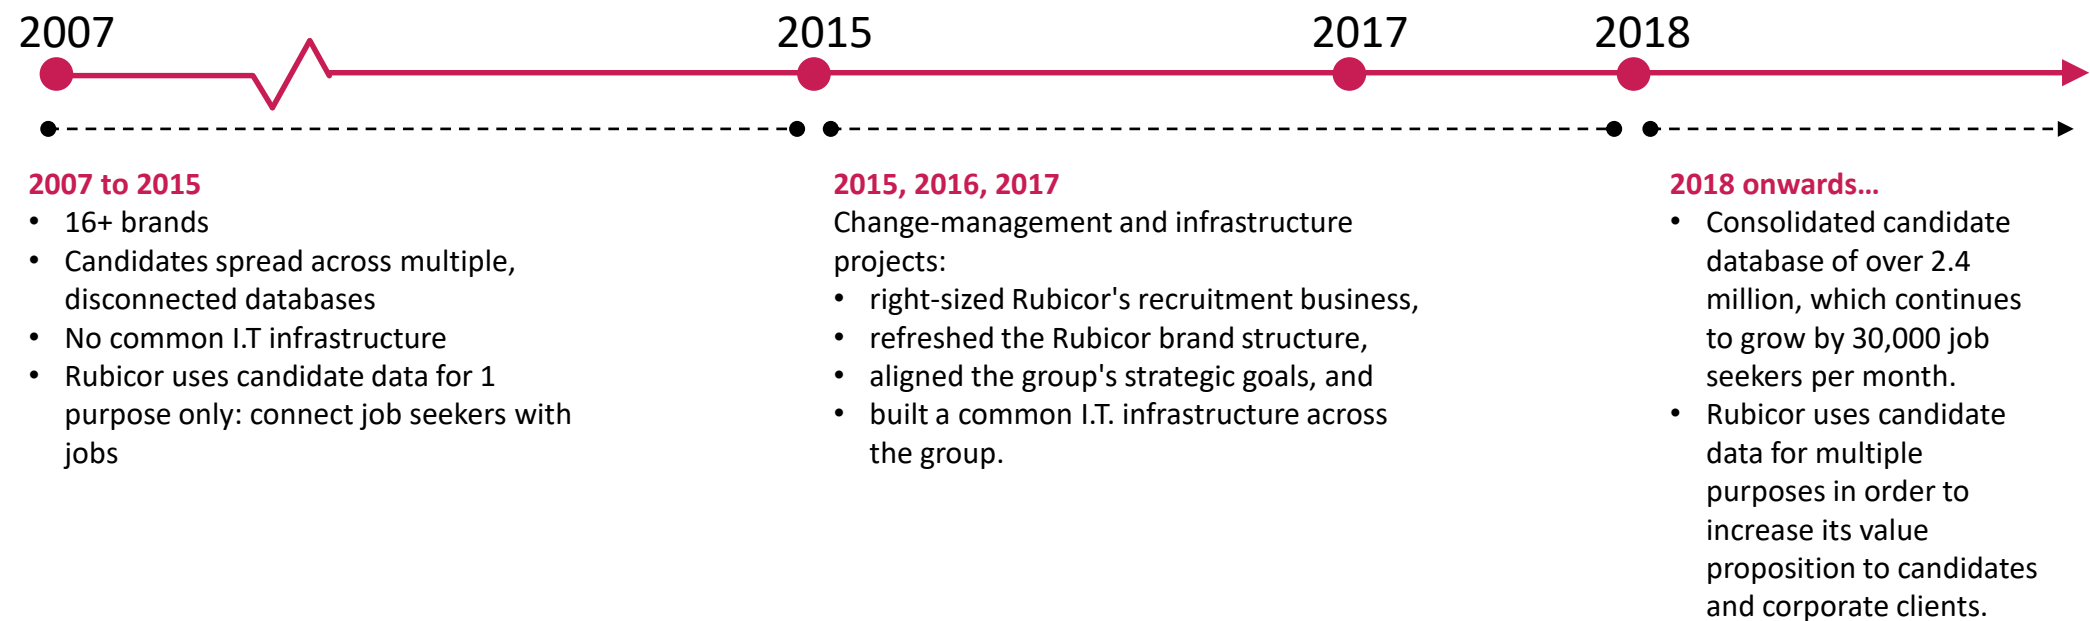 2007
2015
2017
2018
2007 to 2015
• 16+ brands
• Candidates spread across multiple,
disconnected databases
• No common I.T infrastructure
• Rubicor uses candidate data for 1
purpose only: connect job seekers with
jobs
2015, 2016, 2017
Change-management and infrastructure
projects:
• right-sized Rubicor's recruitment business,
• refreshed the Rubicor brand structure,
• aligned the group's strategic goals, and
• built a common I.T. infrastructure across
the group.
2018 onwards…
• Consolidated candidate
database of over 2.4
million, which continues
to grow by 30,000 job
seekers per month.
• Rubicor uses candidate
data for multiple
purposes in order to
increase its value
proposition to candidates
and corporate clients.